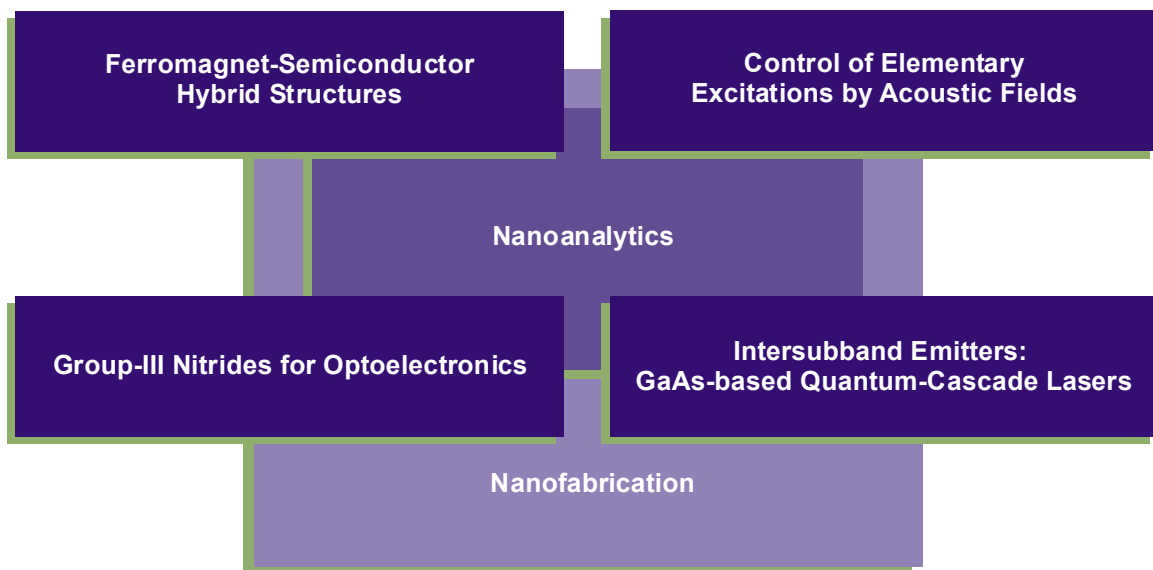 Ferromagnet-Semiconductor
Hybrid Structures
Control of Elementary
Excitations by Acoustic Fields
Nanoanalytics
Group-III Nitrides for Optoelectronics
Intersubband Emitters:
GaAs-based Quantum-Cascade Lasers
Nanofabrication